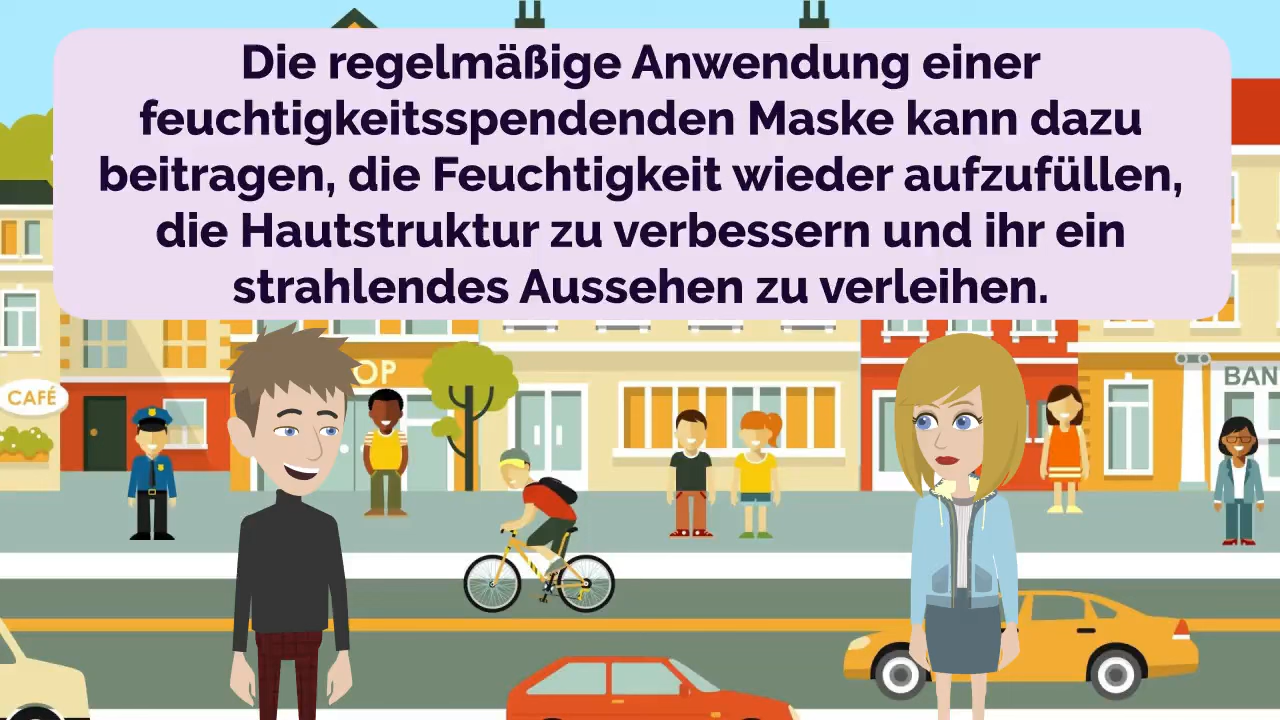 Die regelmäßige Anwendung einer
feuchtigkeitsspendenden Maske kann dazu
beitragen, die Feuchtigkeit wieder aufzufüllen,
die Hautstruktur zu verbessern und ihr ein
strahlendes Aussehen zu verleihen.
OP
BAN
CAFÉ